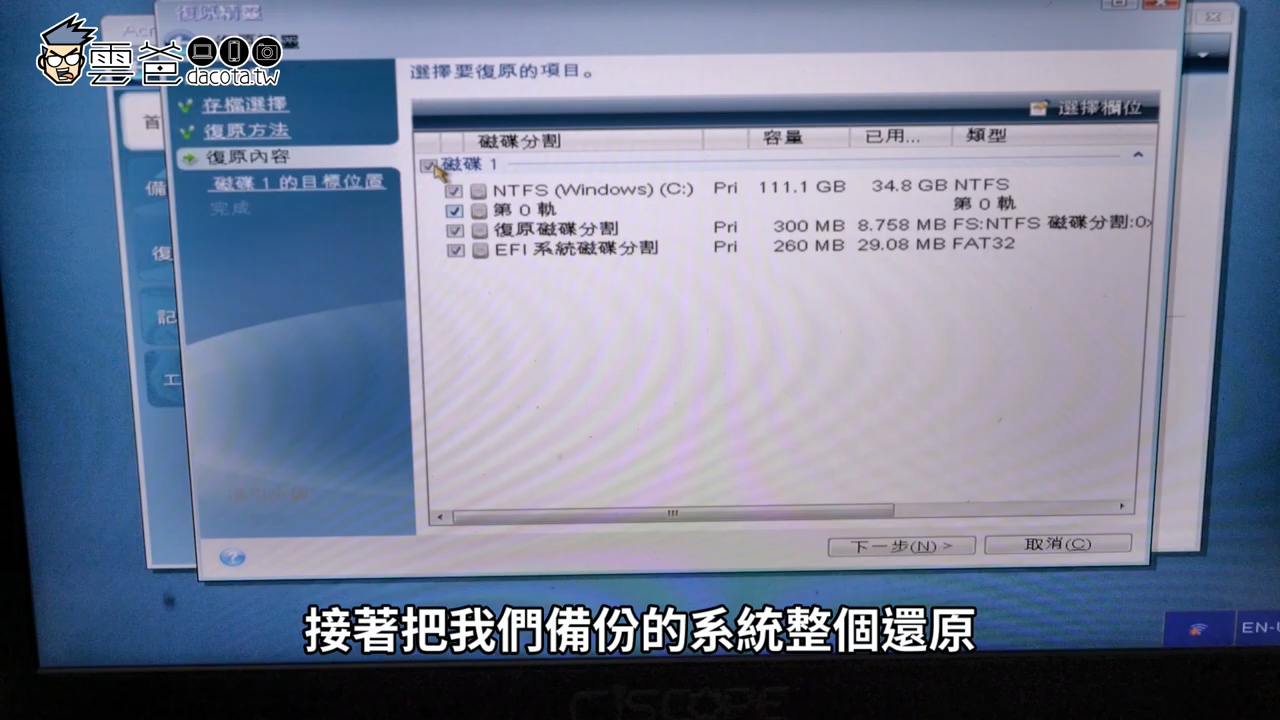 雲爸
dacota.tw
復原精靈
選擇要復原的項目。
存檔選擇
復原方法
復原內容
磁碟 1 的目標位置
完成
選擇欄位
磁碟分割 容量 已用... 類型
磁碟 1
NTFS (Windows) (C:) Pri 111.1 GB 34.8 GB NTFS
第 0 軌 第 0 軌
復原磁碟分割 Pri 300 MB 8.758 MB FS:NTFS 磁碟分割:0x
EFI 系統磁碟分割 Pri 260 MB 29.08 MB FAT32
首
備
復
記
工
下一步(N) >
取消(C)
EN-U
接著把我們備份的系統整個還原